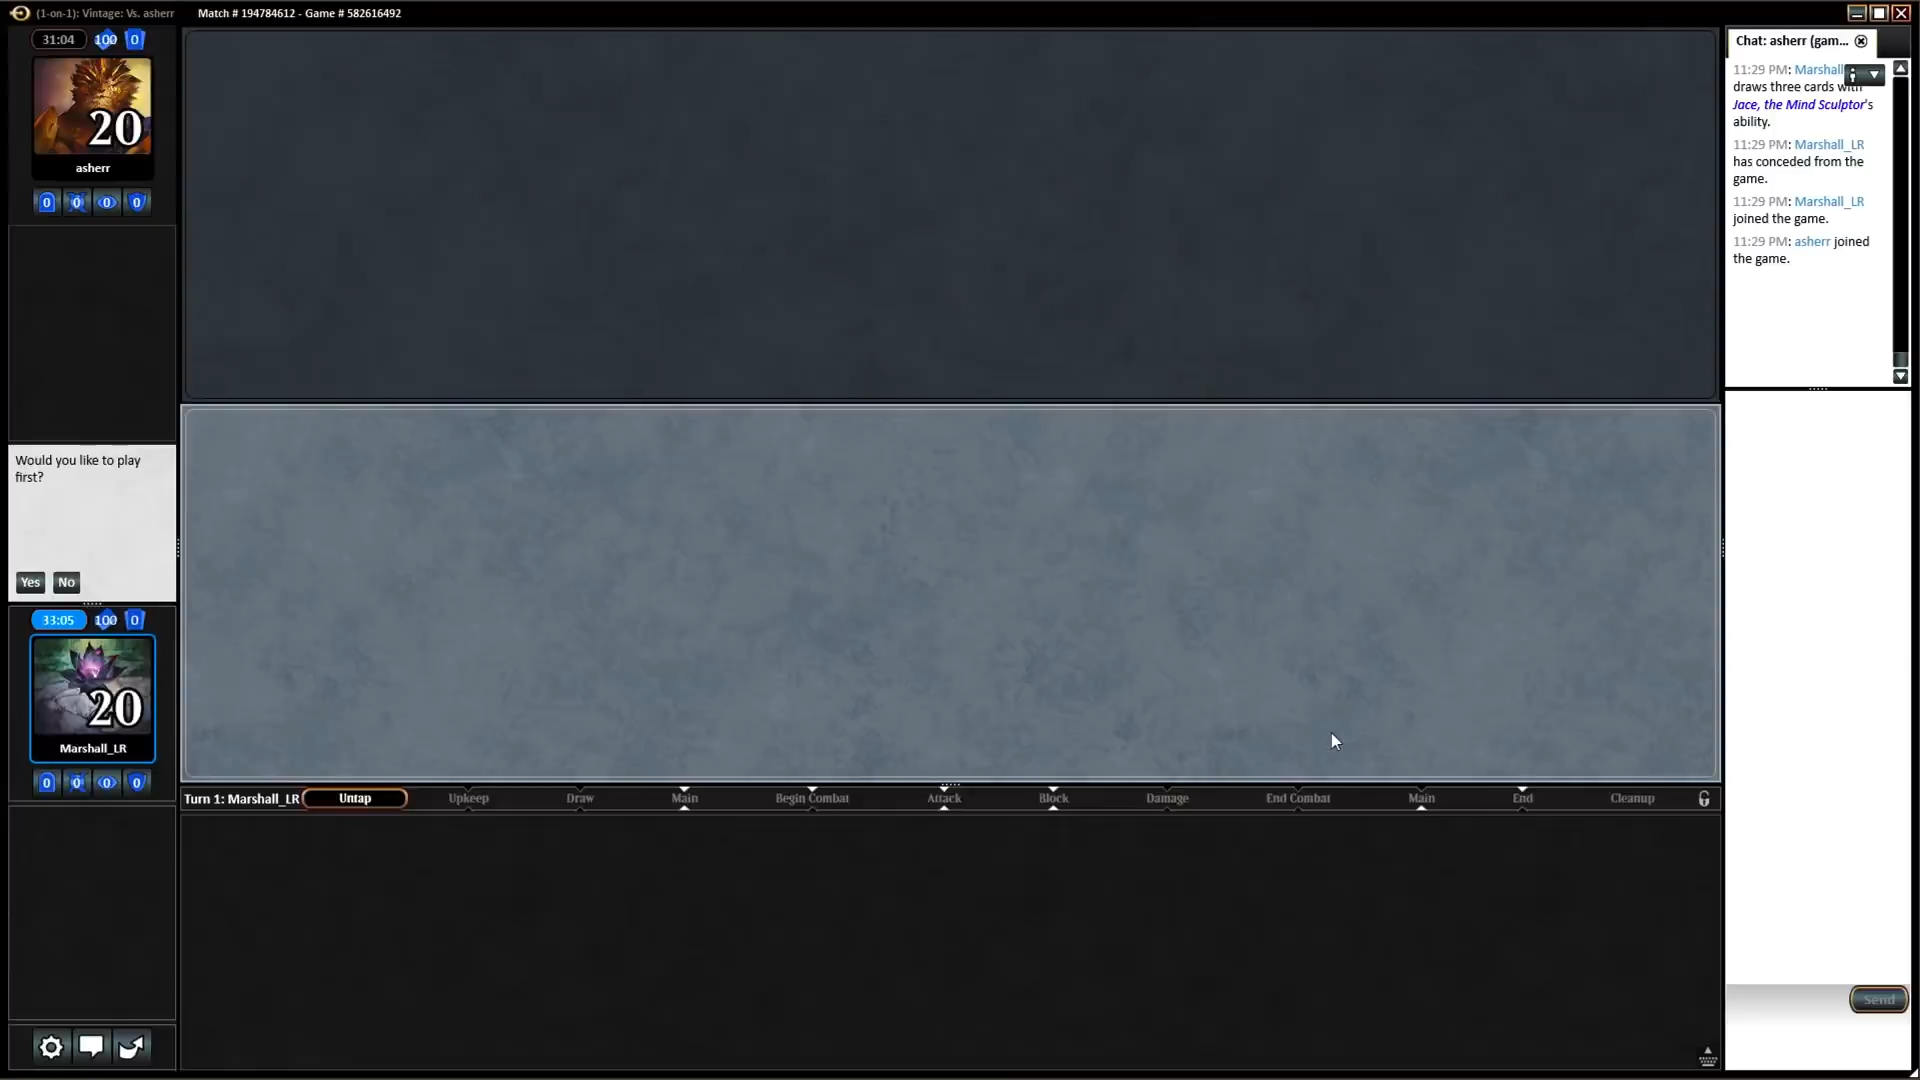 (1-on-1): Vintage: Vs. asherr
Match # 194784612 - Game # 582616492
31:04 100 0
20
asherr
0 0 0 0
Would you like to play
first?
Yes No
33:05 100 0
20
Marshall_LR
0 0 0 0
Turn 1: Marshall_LR Untap Upkeep Draw Main Begin Combat Attack Block Damage End Combat Main End Cleanup
Chat: asherr (gam...
11:29 PM: Marshall
draws three cards with
Jace, the Mind Sculptor's
ability.
11:29 PM: Marshall_LR
has conceded from the
game.
11:29 PM: Marshall_LR
joined the game.
11:29 PM: asherr joined
the game.
Send